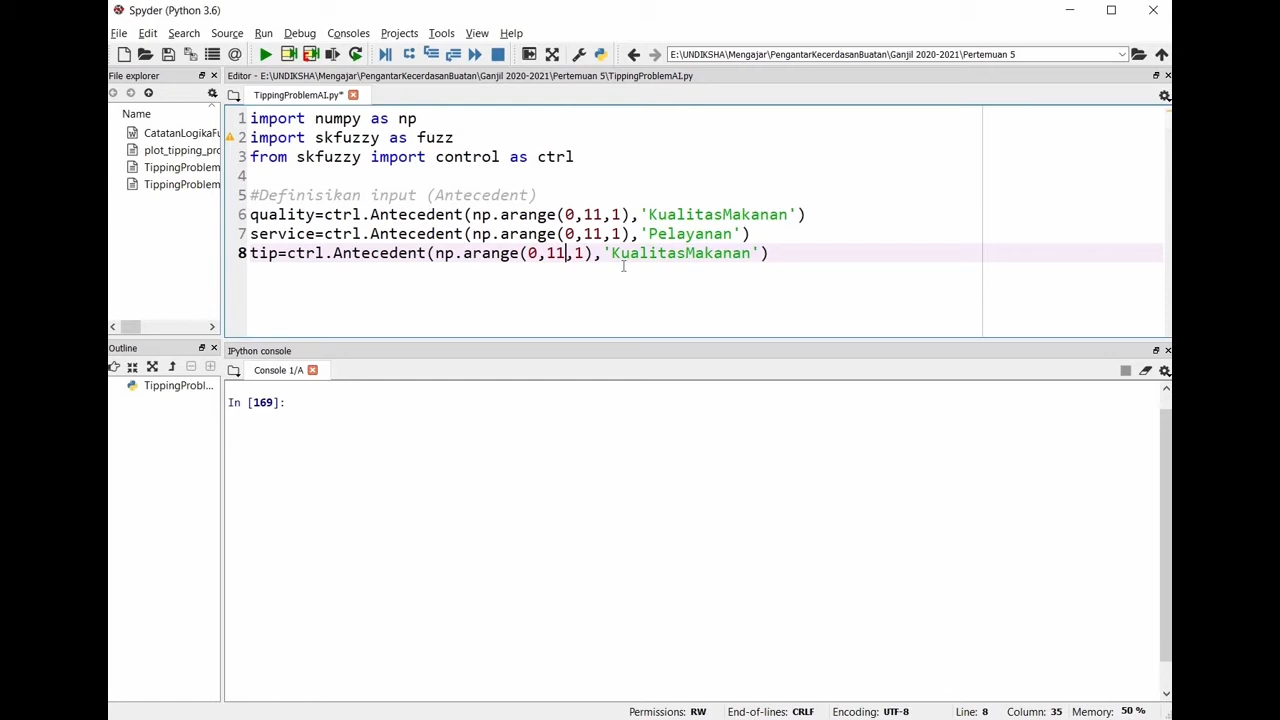 Spyder (Python 3.6)
File Edit Search Source Run Debug Consoles Projects Tools View Help
E:\UNDIKSHA\Mengajar\PengantarKecerdasanBuatan\Ganjil 2020-2021\Pertemuan 5
File explorer
Editor - E:\UNDIKSHA\Mengajar\PengantarKecerdasanBuatan\Ganjil 2020-2021\Pertemuan 5\TippingProblemAI.py
TippingProblemAI.py*
Name
CatatanLogikaFu
plot_tipping_pro
TippingProblem
TippingProblem
1 import numpy as np
2 import skfuzzy as fuzz
3 from skfuzzy import control as ctrl
4
5 #Definisikan input (Antecedent)
6 quality=ctrl.Antecedent(np.arange(0,11,1),'KualitasMakanan')
7 service=ctrl.Antecedent(np.arange(0,11,1),'Pelayanan')
8 tip=ctrl.Antecedent(np.arange(0,11,1),'KualitasMakanan')
Outline
TippingProbl...
IPython console
Console 1/A
In [169]:
Permissions: RW End-of-lines: CRLF Encoding: UTF-8 Line: 8 Column: 35 Memory: 50 %